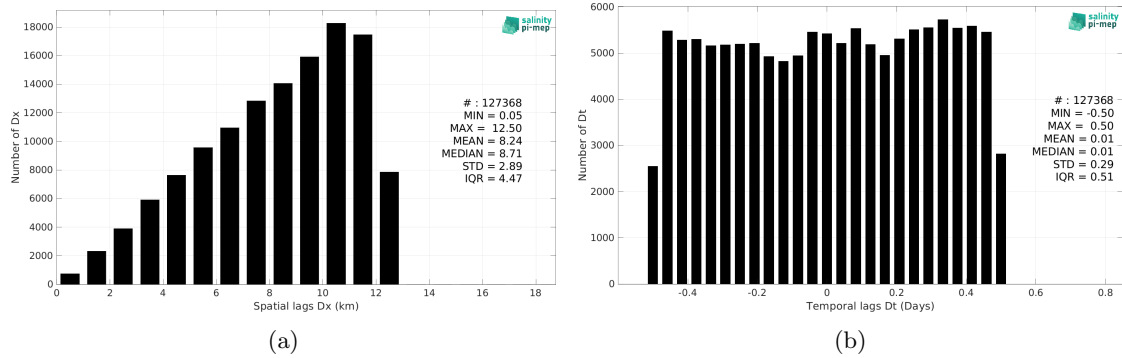 18000
16000
14000
12000
10000
8000
6000
4000
2000
0
Number of Dx
0 2 4 6 8 10 12 14 16 18
Spatial lags Dx (km)
salinity
pi-mep
# : 127368
MIN = 0.05
MAX = 12.50
MEAN = 8.24
MEDIAN = 8.71
STD = 2.89
IQR = 4.47
(a)
6000
5000
4000
3000
2000
1000
0
Number of Dt
-0.4 -0.2 0 0.2 0.4 0.6 0.8
Temporal lags Dt (Days)
salinity
pi-mep
# : 127368
MIN = -0.50
MAX = 0.50
MEAN = 0.01
MEDIAN = 0.01
STD = 0.29
IQR = 0.51
(b)